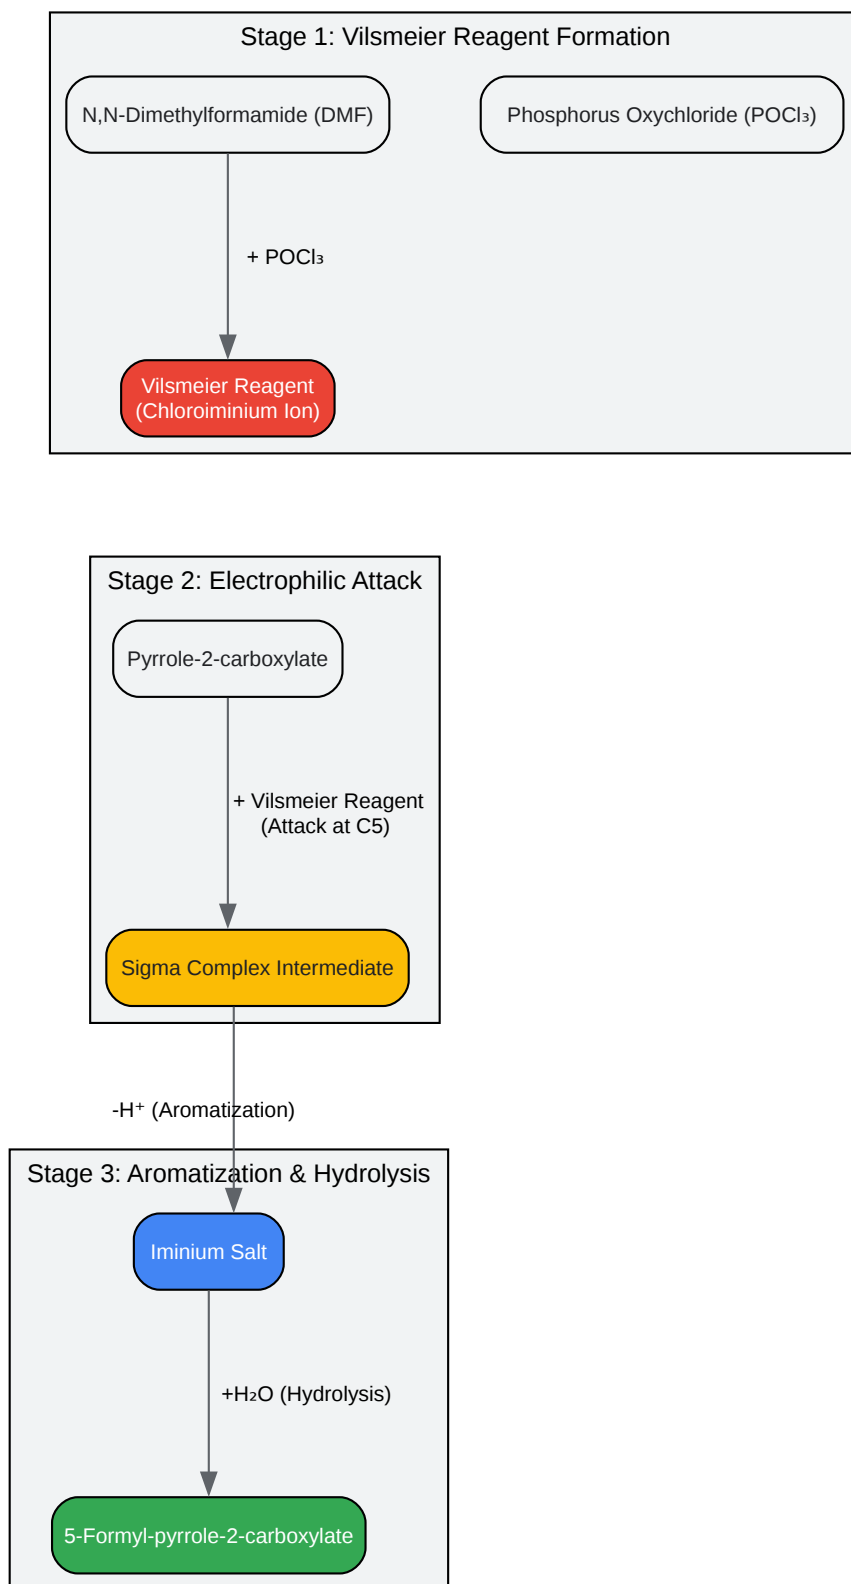 Stage 1: Vilsmeier Reagent Formation
N,N-Dimethylformamide (DMF)
Phosphorus Oxychloride (POCl₃)
+ POCl₃
Vilsmeier Reagent
(Chloroiminium Ion)
Stage 2: Electrophilic Attack
Pyrrole-2-carboxylate
+ Vilsmeier Reagent
(Attack at C5)
Sigma Complex Intermediate
-H⁺ (Aromatization)
Stage 3: Aromatization & Hydrolysis
Iminium Salt
+H₂O (Hydrolysis)
5-Formyl-pyrrole-2-carboxylate